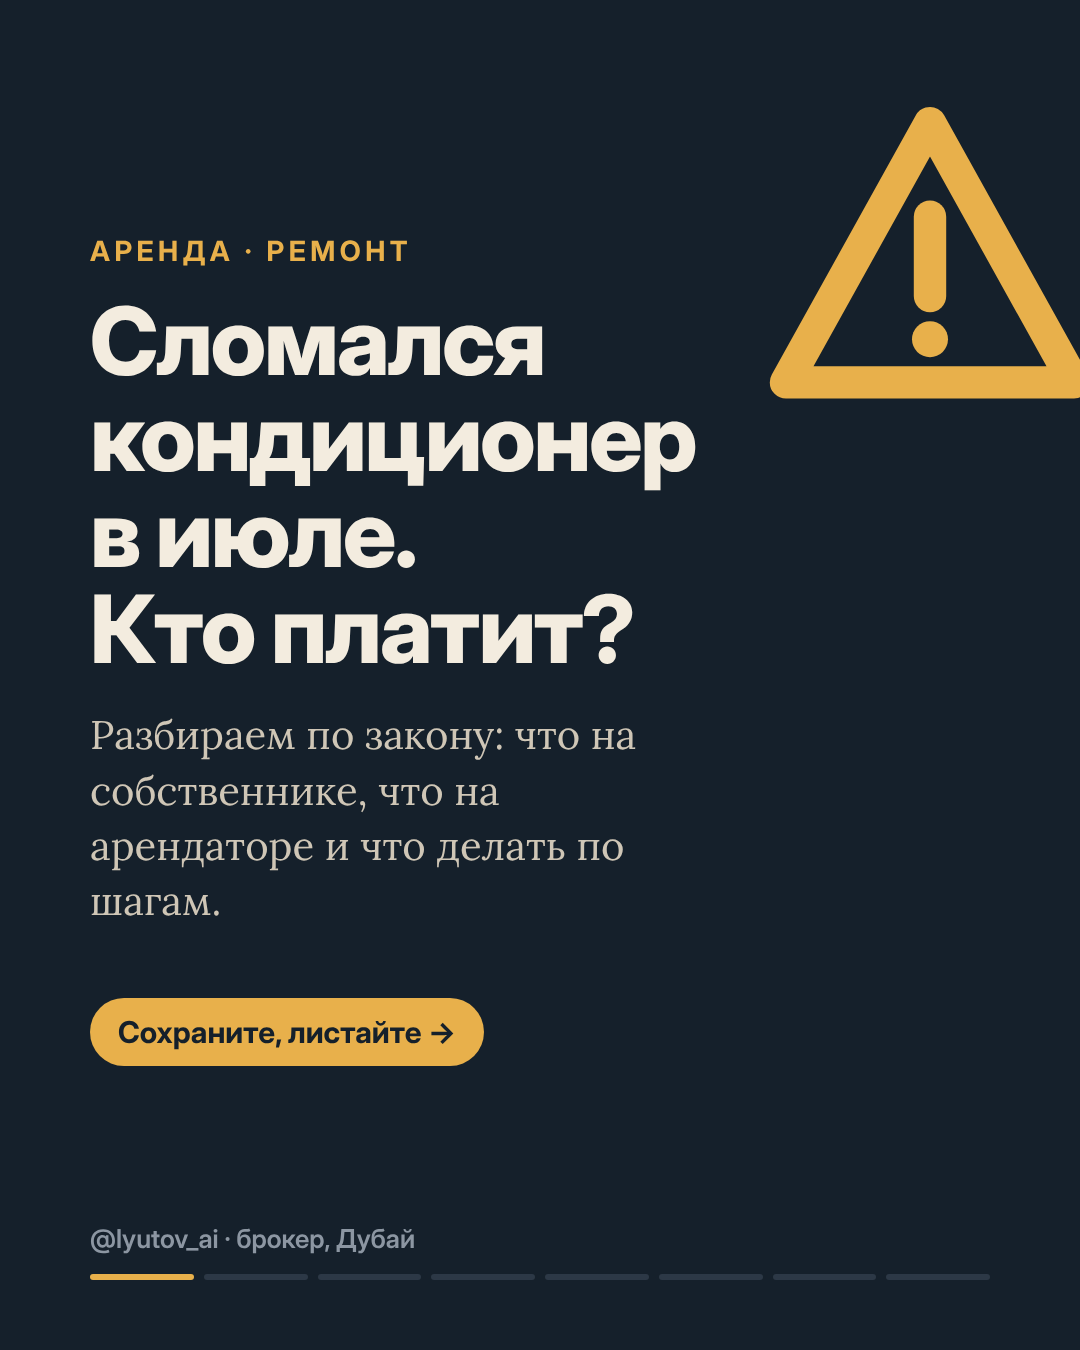 АРЕНДА · РЕМОНТ
Сломался
кондиционер
в июле.
Кто платит?
Разбираем по закону: что на
собственнике, что на
арендаторе и что делать по
шагам.
Сохраните, листайте →
@lyutov_ai · брокер, Дубай